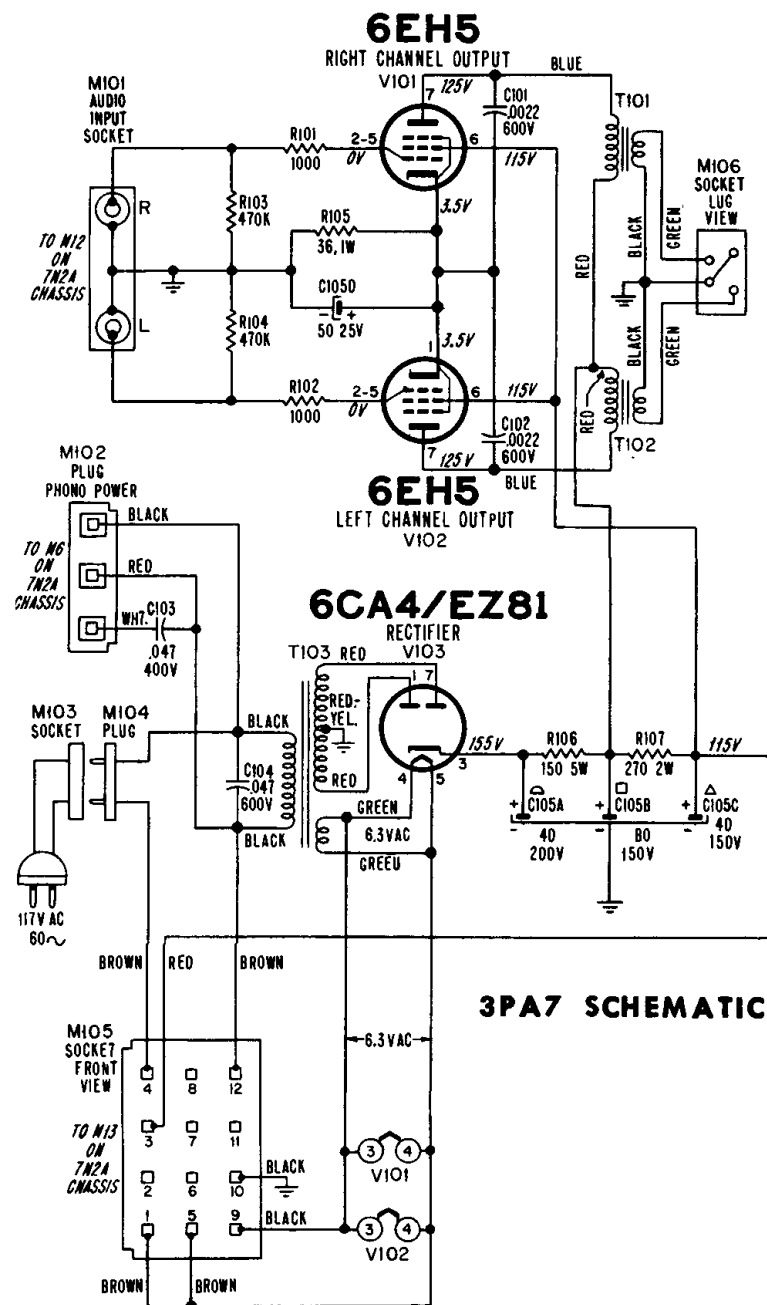 6EH5
RIGHT CHANNEL OUTPUT
V101
M101
AUDIO
INPUT
SOCKET
R
L
TO M12
ON
7N2A
CHASSIS
R101
1000
R103
470K
R105
36,1W
C105D
- +
50 25V
R104
470K
R102
1000
2-5
0V
7
125V
6
115V
3.5V
C101
.0022
600V
BLUE
T101
M106
SOCKET
LUG
VIEW
RED
BLACK
GREEN
BLACK
GREEN
RED
T102
3.5V
1
2-5
0V
6
115V
7
125V
C102
.0022
600V
BLUE
6EH5
LEFT CHANNEL OUTPUT
V102
M102
PLUG
PHONO POWER
BLACK
RED
WHT.
C103
.047
400V
TO M6
ON
7N2A
CHASSIS
6CA4/EZ81
RECTIFIER
V103
T103
RED
1 7
RED-
YEL.
RED
3
155V
4 5
M103
SOCKET
M104
PLUG
BLACK
C104
.047
600V
BLACK
GREEN
6.3VAC
GREEU
R106
150 5W
R107
270 2W
115V
+ C105A
-
40
200V
+ C105B
-
80
150V
+ C105C
-
40
150V
117V AC
60~
BROWN
RED
BROWN
3PA7 SCHEMATIC
M105
SOCKET
FRONT
VIEW
TO M13
ON
7N2A
CHASSIS
4 8 12
3 7 11
2 6 10
1 5 9
BLACK
BLACK
6.3VAC
3 4
V101
3 4
V102
BROWN
BROWN